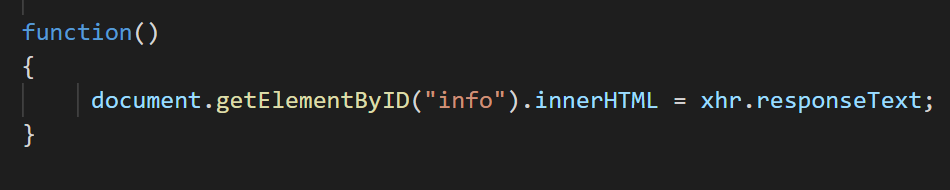 function()
{
document.getElementByID("info").innerHTML = xhr.responseText;
}